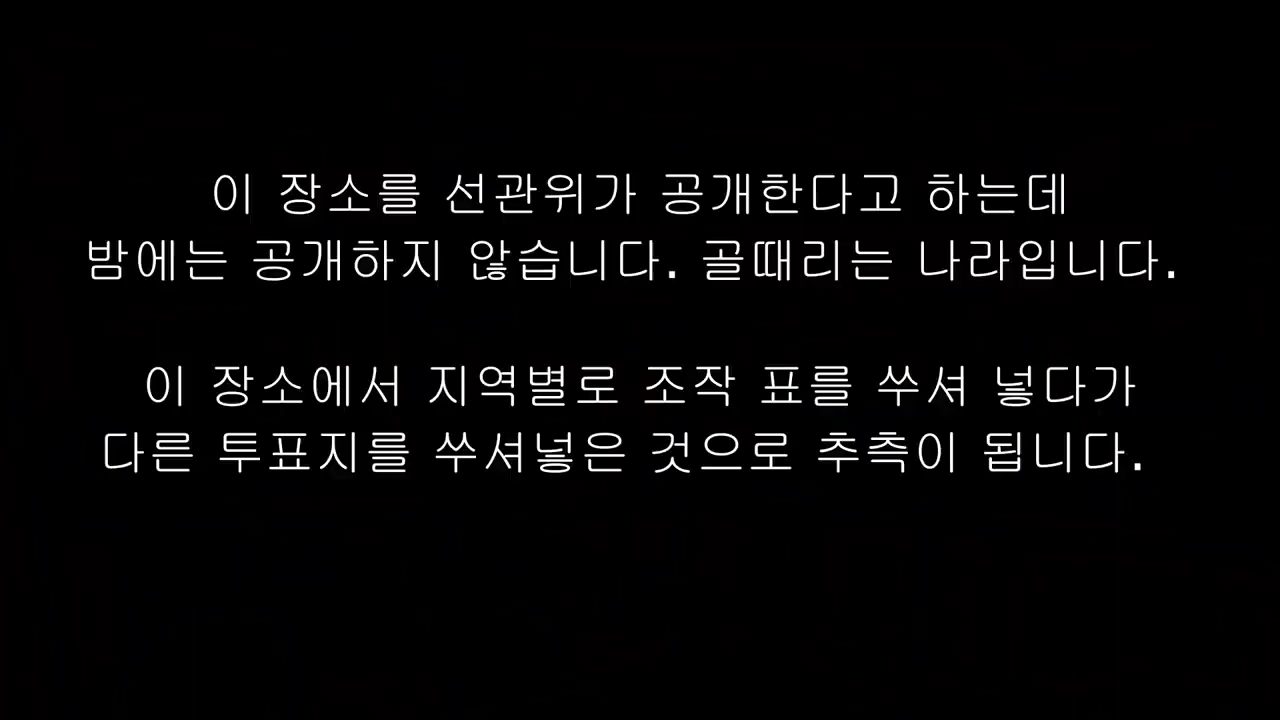 이 장소를 선관위가 공개한다고 하는데
밤에는 공개하지 않습니다. 골때리는 나라입니다.
이 장소에서 지역별로 조작 표를 쑤셔 넣다가
다른 투표지를 쑤셔넣은 것으로 추측이 됩니다.